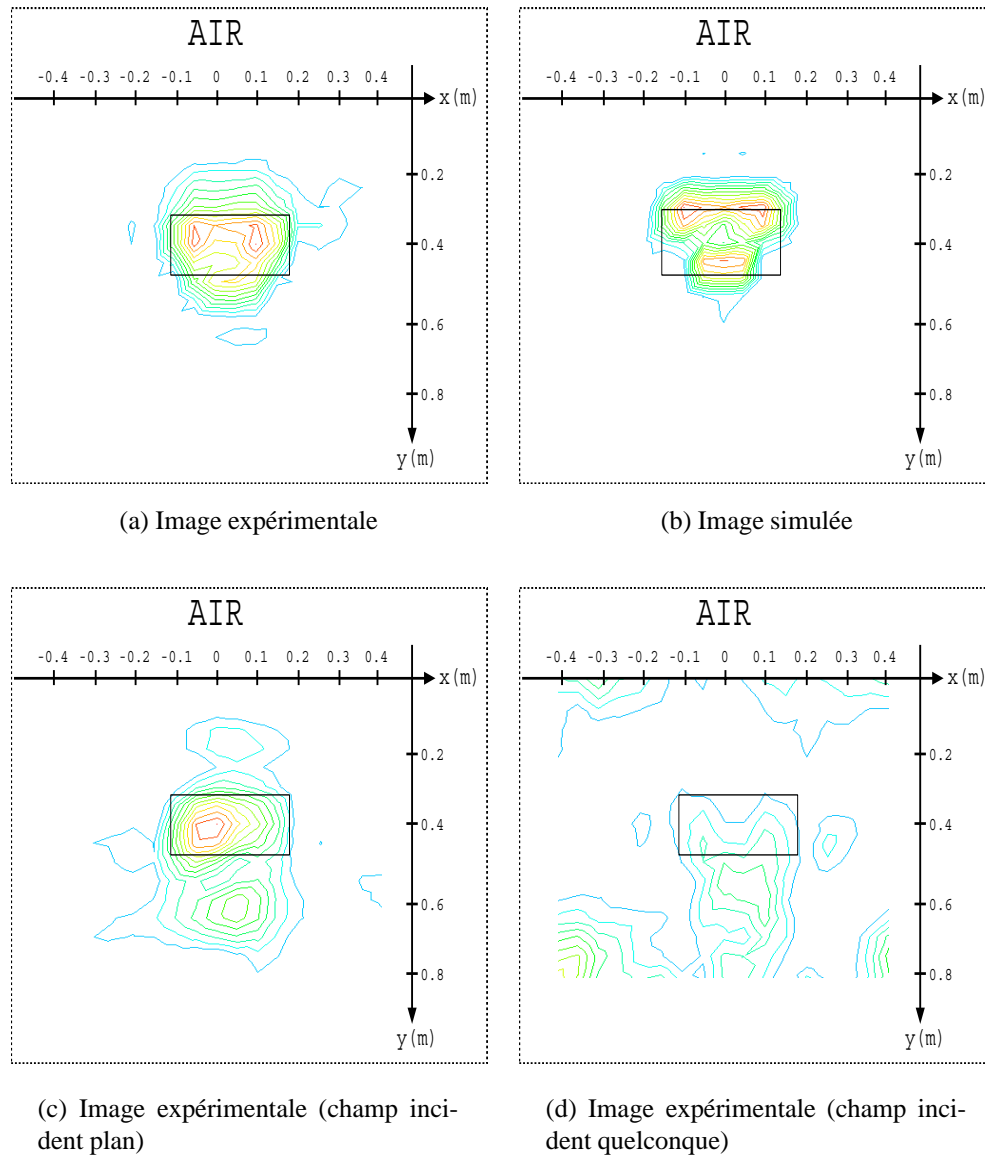 AIR
-0.4 -0.3 -0.2 -0.1 0 0.1 0.2 0.3 0.4
x(m)
0.2
0.4
0.6
0.8
y(m)
(a) Image expérimentale
AIR
-0.4 -0.3 -0.2 -0.1 0 0.1 0.2 0.3 0.4
x(m)
0.2
0.4
0.6
0.8
y(m)
(b) Image simulée
AIR
-0.4 -0.3 -0.2 -0.1 0 0.1 0.2 0.3 0.4
x(m)
0.2
0.4
0.6
0.8
y(m)
(c) Image expérimentale (champ inci-
dent plan)
AIR
-0.4 -0.3 -0.2 -0.1 0 0.1 0.2 0.3 0.4
x(m)
0.2
0.4
0.6
0.8
y(m)
(d) Image expérimentale (champ inci-
dent quelconque)